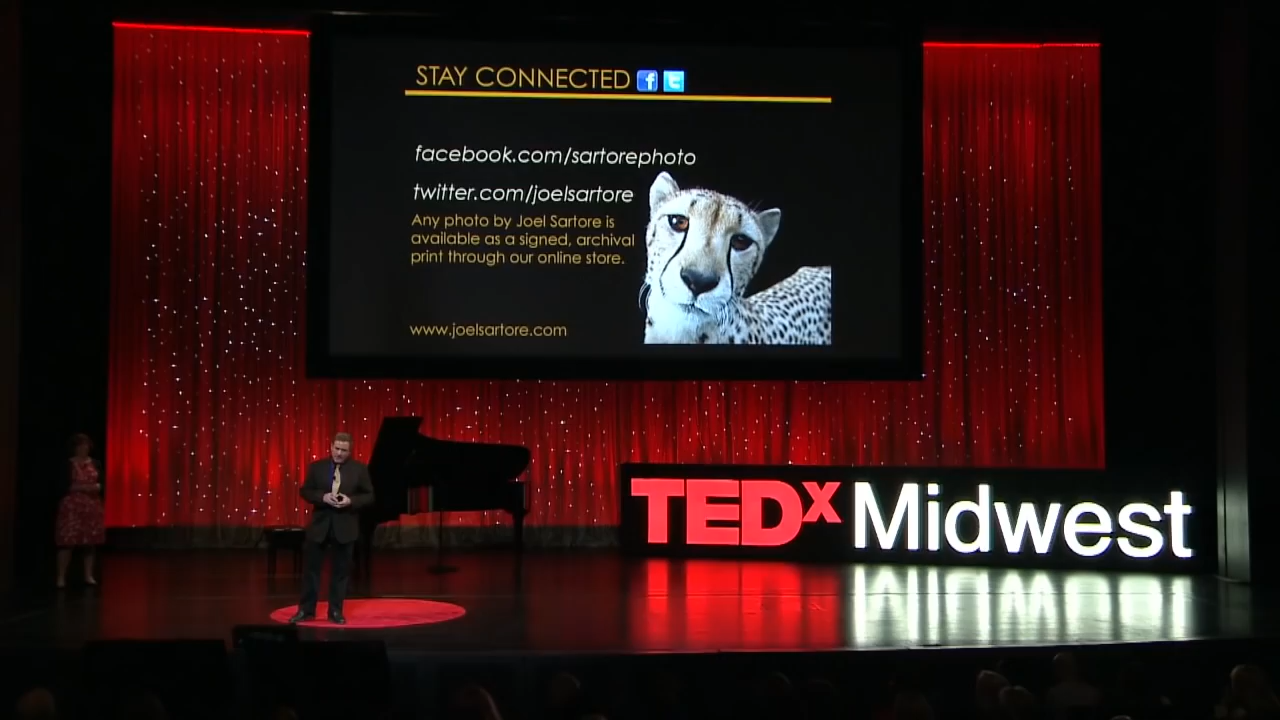 STAY CONNECTED f t
facebook.com/sartorephoto
twitter.com/joelsartore
Any photo by Joel Sartore is
available as a signed, archival
print through our online store.
www.joelsartore.com
TEDx Midwest